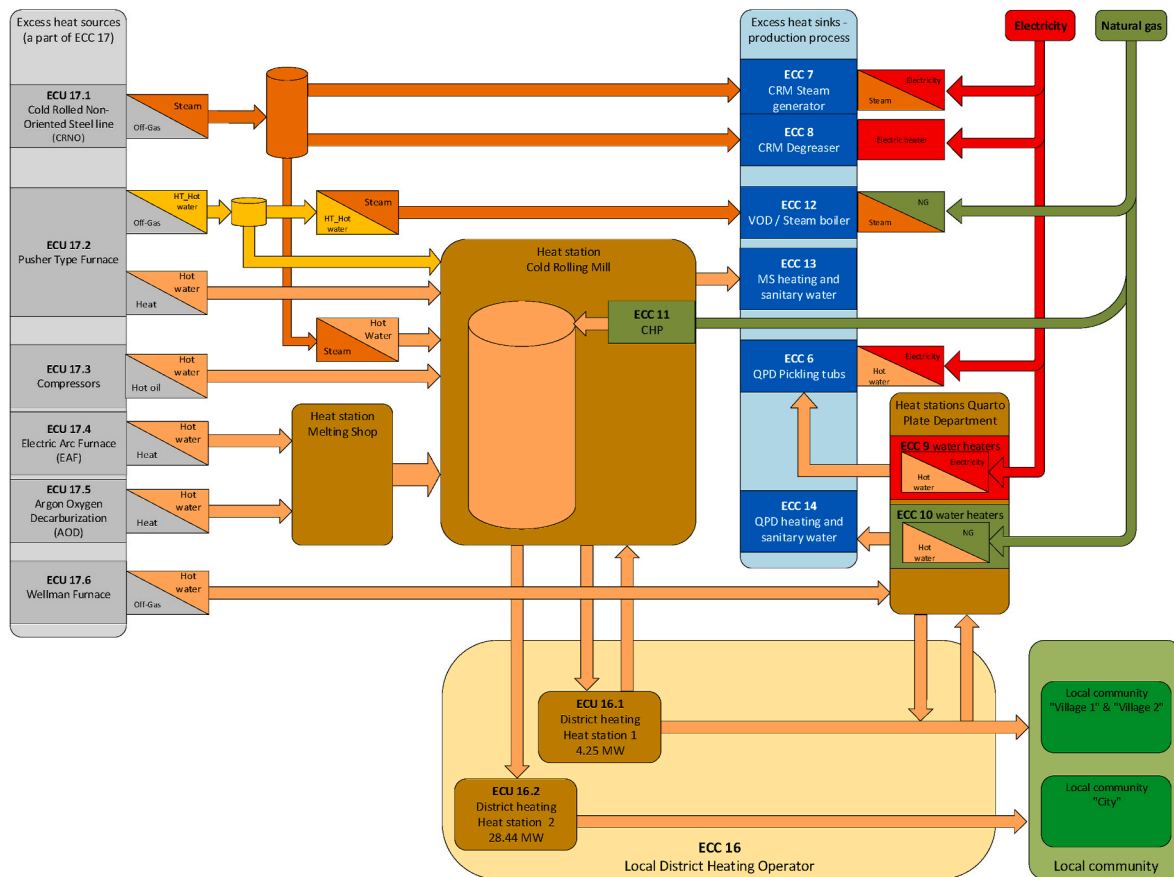 Excess heat sources
(a part of ECC 17)
ECU 17.1
Cold Rolled Non-
Oriented Steel line
(CRNO)
Steam
Off-Gas
ECU 17.2
Pusher Type Furnace
HT_Hot
water
Off-Gas
Steam
HT_Hot
water
Hot
water
Heat
Hot
Water
Steam
ECU 17.3
Compressors
Hot
water
Hot oil
ECU 17.4
Electric Arc Furnace
(EAF)
Hot
water
Heat
ECU 17.5
Argon Oxygen
Decarburization
(AOD)
Hot
water
Heat
ECU 17.6
Wellman Furnace
Hot
water
Off-Gas
Heat station
Melting Shop
Heat station
Cold Rolling Mill
ECC 11
CHP
Excess heat sinks -
production process
ECC 7
CRM Steam
generator
Electricity
Steam
ECC 8
CRM Degreaser
Electric heater
ECC 12
VOD / Steam boiler
NG
Steam
ECC 13
MS heating and
sanitary water
ECC 6
QPD Pickling tubs
Electricity
Hot
water
ECC 14
QPD heating and
sanitary water
Electricity
Natural gas
Heat stations Quarto
Plate Department
ECC 9 water heaters
Electricity
Hot
water
ECC 10 water heaters
NG
Hot
water
ECU 16.1
District heating
Heat station 1
4.25 MW
ECU 16.2
District heating
Heat station 2
28.44 MW
ECC 16
Local District Heating Operator
Local community
"Village 1" & "Village 2"
Local community
"City"
Local community